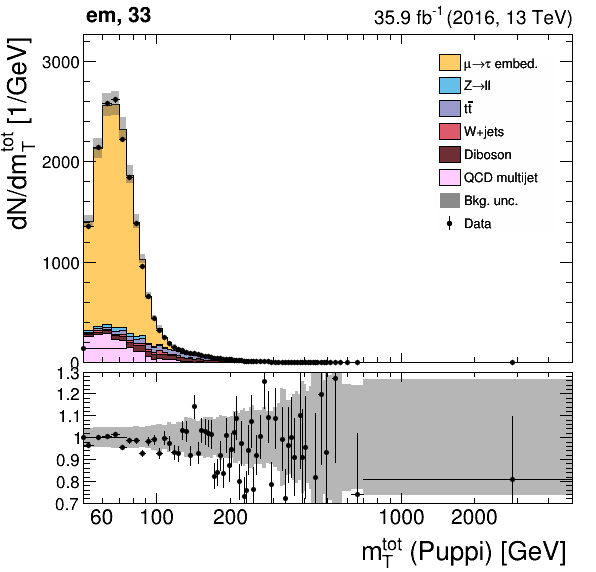 em, 33
35.9 fb⁻¹ (2016, 13 TeV)
dN/dm_T^tot [1/GeV]
3000
2000
1000
0
μ→τ embed.
Z→ll
tt̄
W+jets
Diboson
QCD multijet
Bkg. unc.
Data
1.3
1.2
1.1
1.0
0.9
0.8
0.7
60 100 200 1000 2000
m_T^tot (Puppi) [GeV]